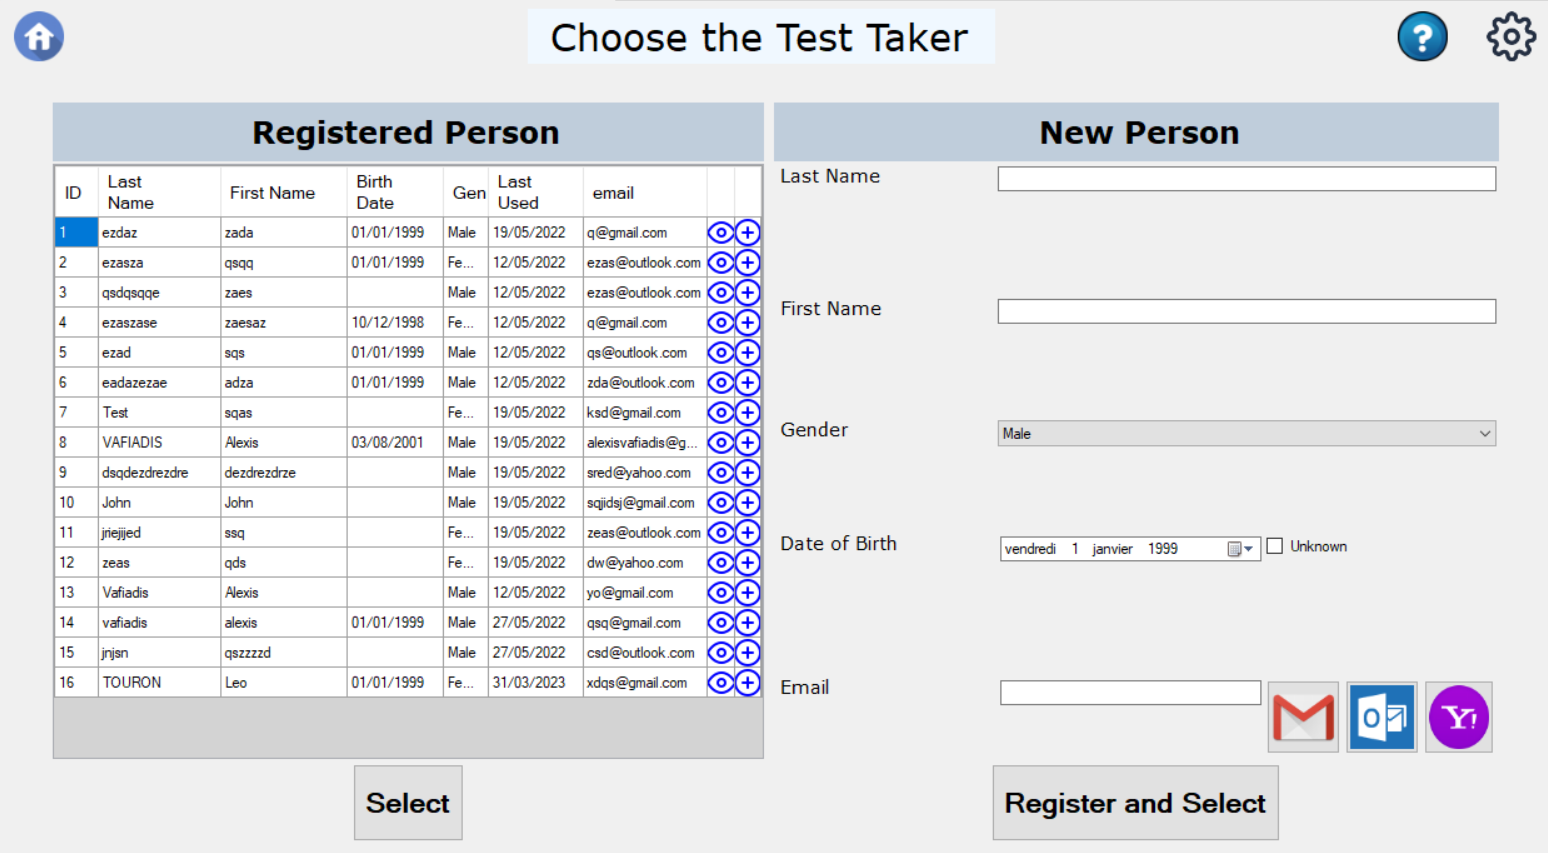 Choose the Test Taker
?
Registered Person
ID Last Name First Name Birth Date Gen Last Used email
1 ezdaz zada 01/01/1999 Male 19/05/2022 q@gmail.com
2 ezasza qsqq 01/01/1999 Fe... 12/05/2022 ezas@outlook.com
3 qsdqsqqe zaes Male 12/05/2022 ezas@outlook.com
4 ezaszase zaesaz 10/12/1998 Fe... 12/05/2022 q@gmail.com
5 ezad sqs 01/01/1999 Male 12/05/2022 qs@outlook.com
6 eadazezae adza 01/01/1999 Male 12/05/2022 zda@outlook.com
7 Test sqas Fe... 19/05/2022 ksd@gmail.com
8 VAFIADIS Alexis 03/08/2001 Male 19/05/2022 alexisvafiadis@g...
9 dsqdezdrezdre dezdrezdrze Male 19/05/2022 sred@yahoo.com
10 John John Male 19/05/2022 sqjidsj@gmail.com
11 jriejijed ssq Fe... 19/05/2022 zeas@outlook.com
12 zeas qds Fe... 19/05/2022 dw@yahoo.com
13 Vafiadis Alexis Male 12/05/2022 yo@gmail.com
14 vafiadis alexis 01/01/1999 Male 27/05/2022 qsq@gmail.com
15 jnjsn qszzzzd Male 27/05/2022 csd@outlook.com
16 TOURON Leo 01/01/1999 Fe... 31/03/2023 xdqs@gmail.com
Select
New Person
Last Name
First Name
Gender Male
Date of Birth vendredi 1 janvier 1999 Unknown
Email
Register and Select